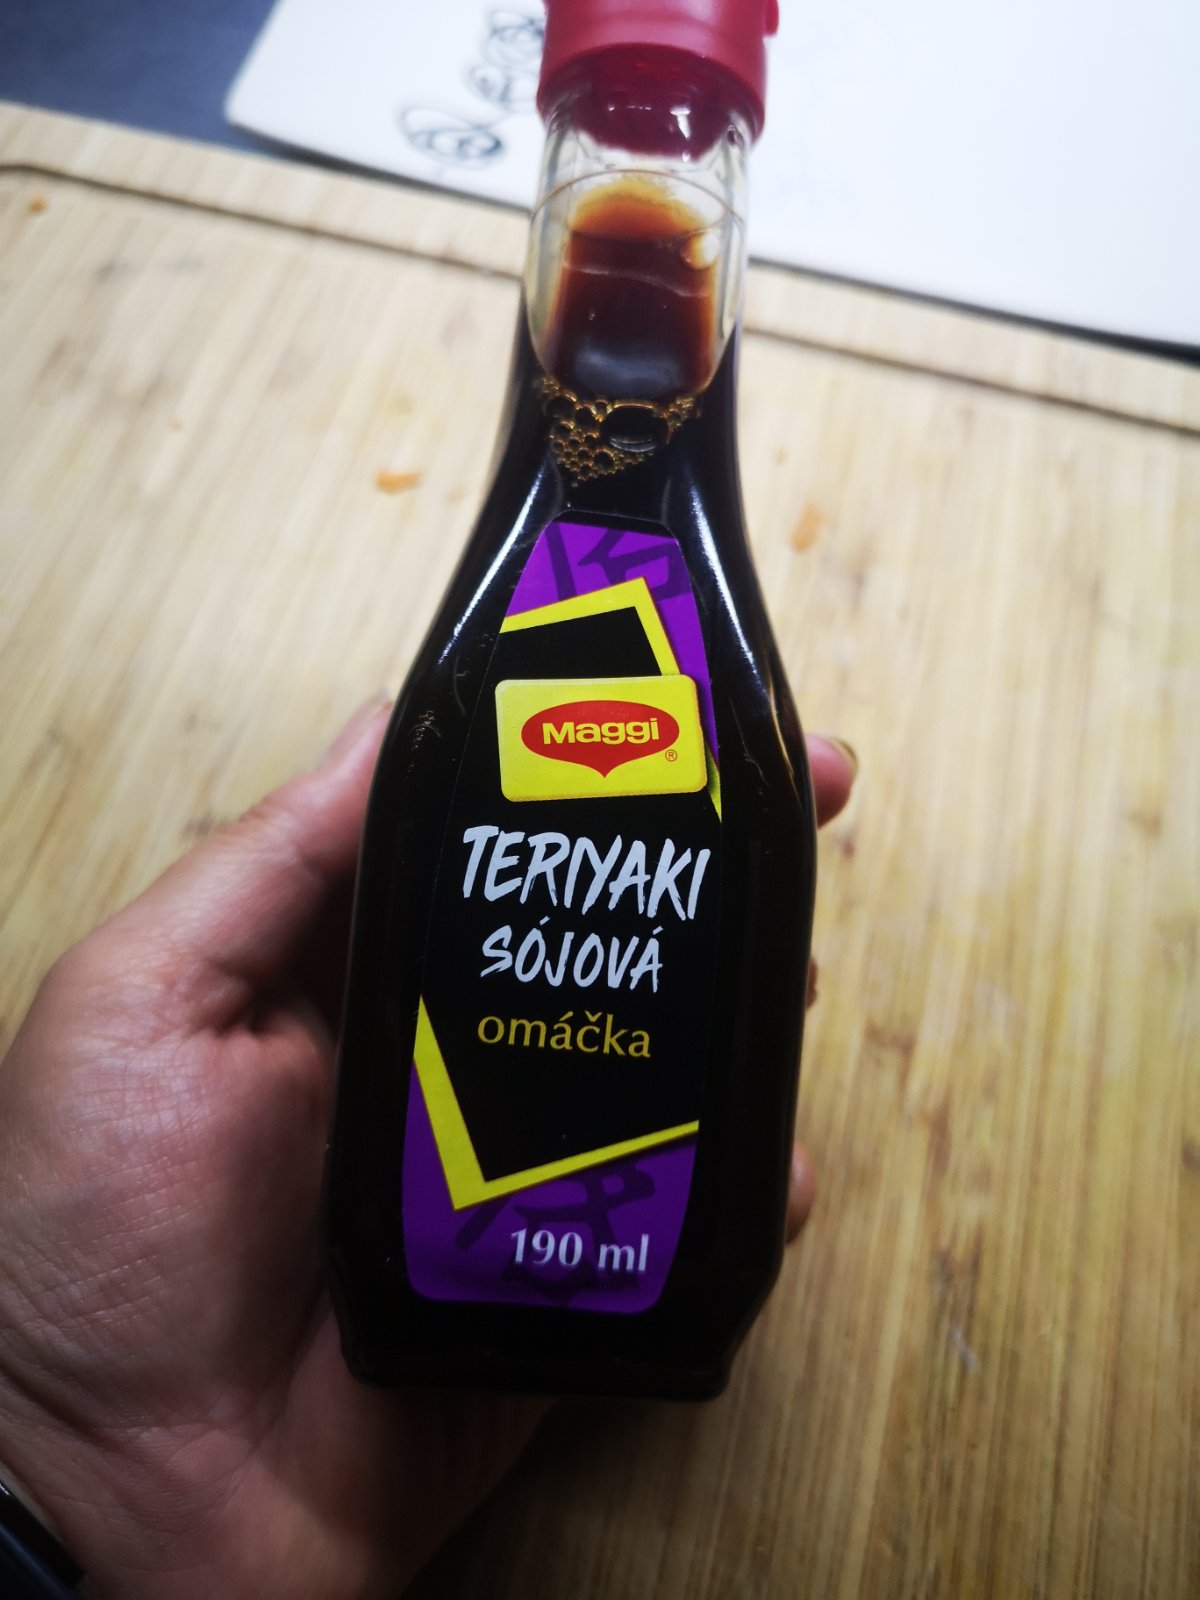 Maggi
®
TERIYAKI
SÓJOVÁ
omáčka
190 ml